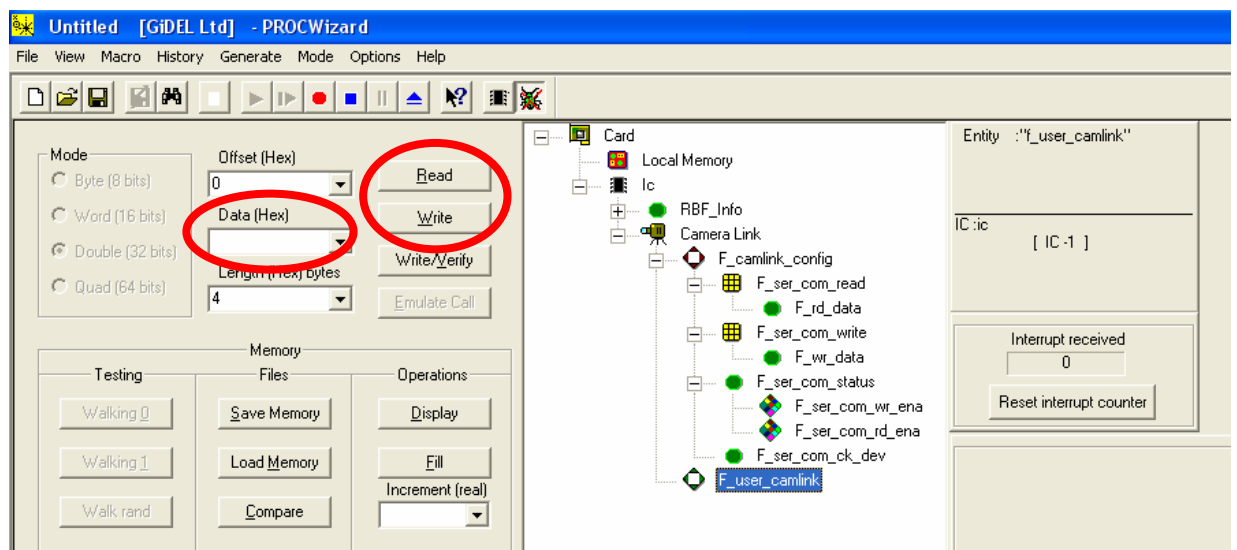 Untitled [GiDEL Ltd] - PROCWizard
File View Macro History Generate Mode Options Help
Mode
Byte (8 bits)
Word (16 bits)
Double (32 bits)
Quad (64 bits)
Offset (Hex)
0
Data (Hex)
Length (Hex) bytes
4
Read
Write
Write/Verify
Emulate Call
Memory
Testing
Walking 0
Walking 1
Walk rand
Files
Save Memory
Load Memory
Compare
Operations
Display
Fill
Increment (real)
Card
Local Memory
Ic
RBF_Info
Camera Link
F_camlink_config
F_ser_com_read
F_rd_data
F_ser_com_write
F_wr_data
F_ser_com_status
F_ser_com_wr_ena
F_ser_com_rd_ena
F_ser_com_ck_dev
F_user_camlink
Entity :"f_user_camlink"
IC :ic
[ IC -1 ]
Interrupt received
0
Reset interrupt counter